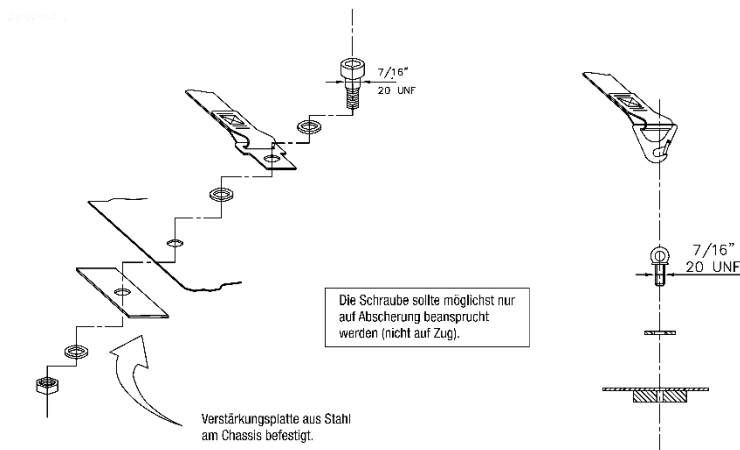 7/16"
20 UNF
7/16"
20 UNF
Die Schraube sollte möglichst nur
auf Abscherung beansprucht
werden (nicht auf Zug).
Verstärkungsplatte aus Stahl
am Chassis befestigt.